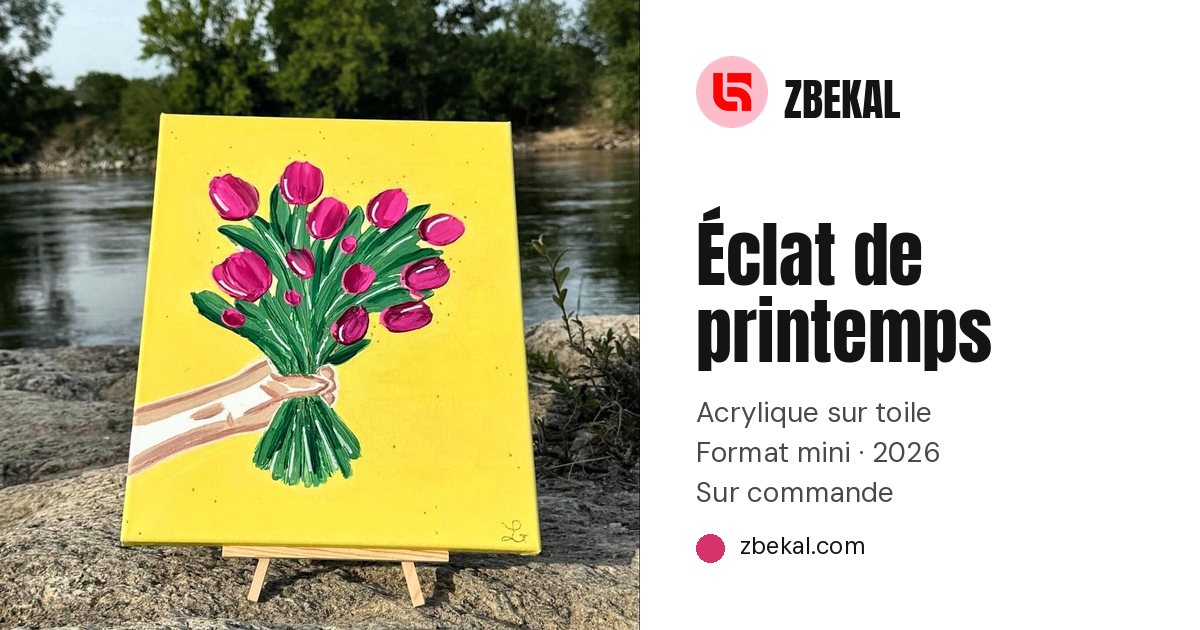 ZBEKAL
Éclat de
printemps
Acrylique sur toile
Format mini · 2026
Sur commande
zbekal.com